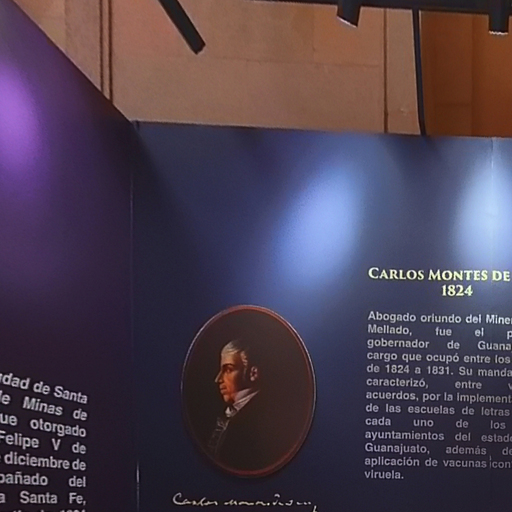 CARLOS MONTES DE
1824
Abogado oriundo del Mine
Mellado, fue el p
gobernador de Guana
cargo que ocupó entre los
de 1824 a 1831. Su manda
caracterizó, entre v
acuerdos, por la implement
de las escuelas de letras
cada uno de los
ayuntamientos del estad
Guanajuato, además de
aplicación de vacunas con
viruela.
udad de Santa
de Minas de
ue otorgado
Felipe V de
diciembre de
pañado del
a Santa Fe,